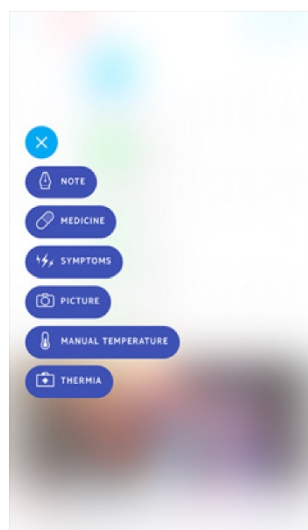 NOTE
MEDICINE
SYMPTOMS
PICTURE
MANUAL TEMPERATURE
THERMIA